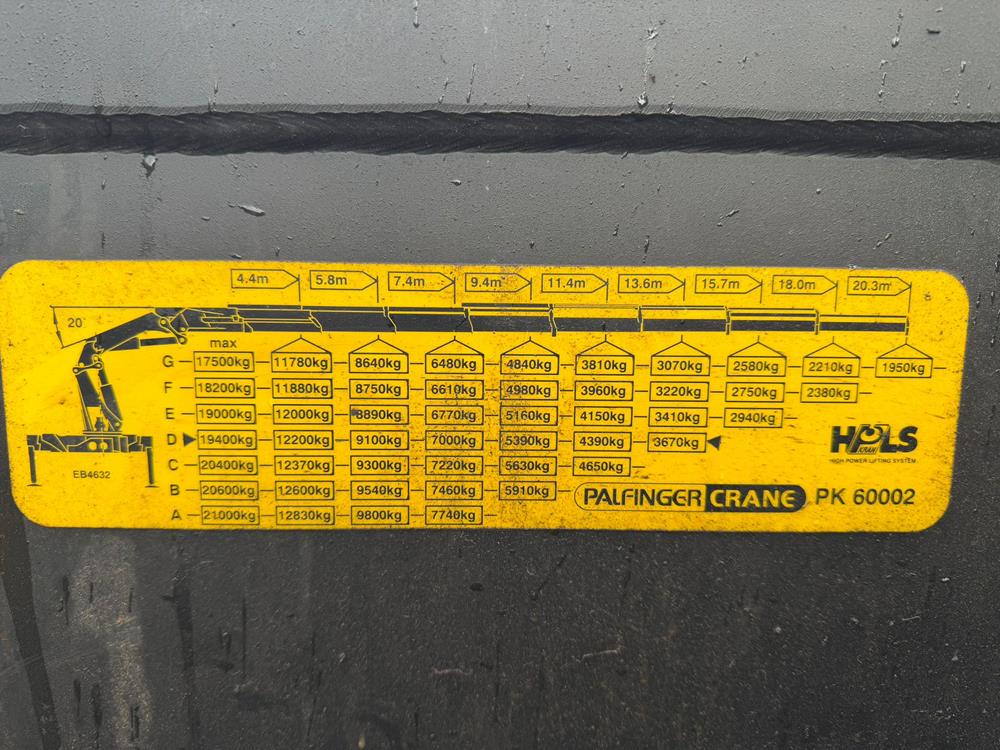 4.4m 5.8m 7.4m 9.4m 11.4m 13.6m 15.7m 18.0m 20.3m
20°
max
G 17500kg 11780kg 8640kg 6480kg 4840kg 3810kg 3070kg 2580kg 2210kg 1950kg
F 18200kg 11880kg 8750kg 6610kg 4980kg 3960kg 3220kg 2750kg 2380kg
E 19000kg 12000kg 8890kg 6770kg 5160kg 4150kg 3410kg 2940kg
D 19400kg 12200kg 9100kg 7000kg 5390kg 4390kg 3670kg
C 20400kg 12370kg 9300kg 7220kg 5630kg 4650kg
B 20600kg 12600kg 9540kg 7460kg 5910kg
A 21000kg 12830kg 9800kg 7740kg
EB4632
HPLS
KRAN
HIGH POWER LIFTING SYSTEM
PALFINGER CRANE PK 60002